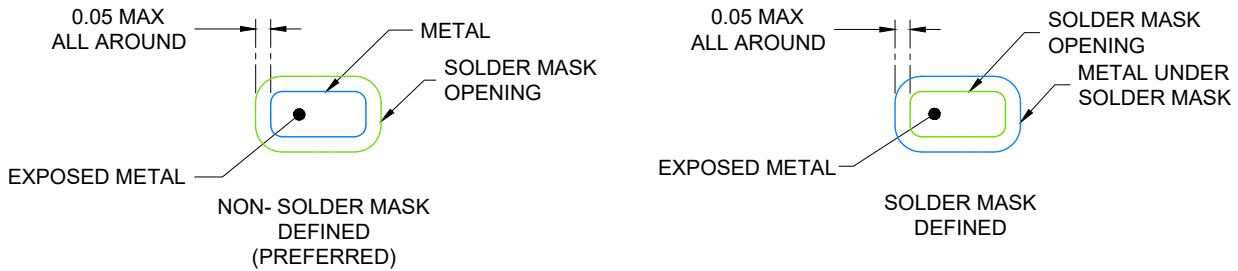 0.05 MAX
ALL AROUND
METAL
SOLDER MASK
OPENING
EXPOSED METAL
NON- SOLDER MASK
DEFINED
(PREFERRED)
0.05 MAX
ALL AROUND
SOLDER MASK
OPENING
METAL UNDER
SOLDER MASK
EXPOSED METAL
SOLDER MASK
DEFINED